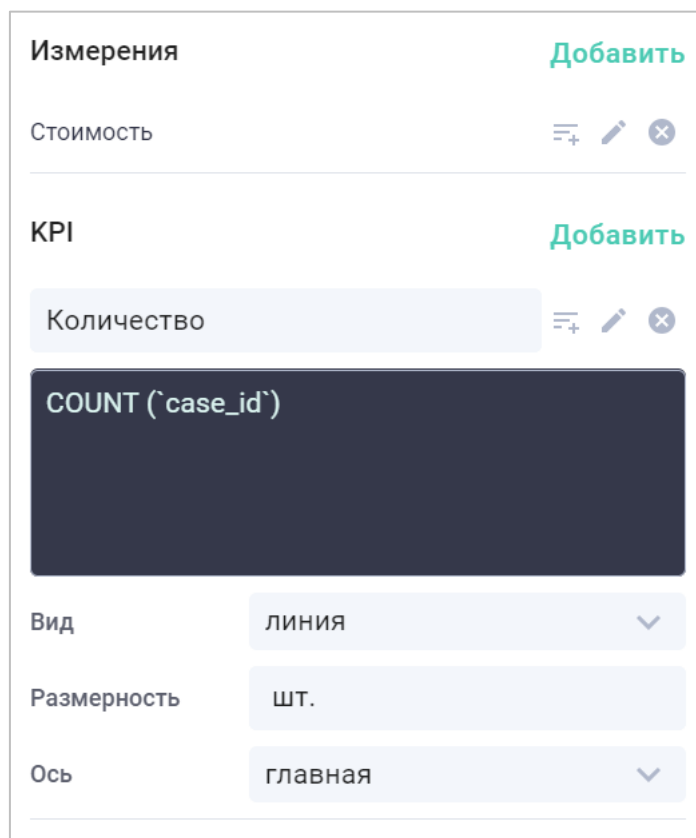 Измерения Добавить
Стоимость
KPI Добавить
Количество
COUNT (`case_id`)
Вид линия
Размерность шт.
Ось главная